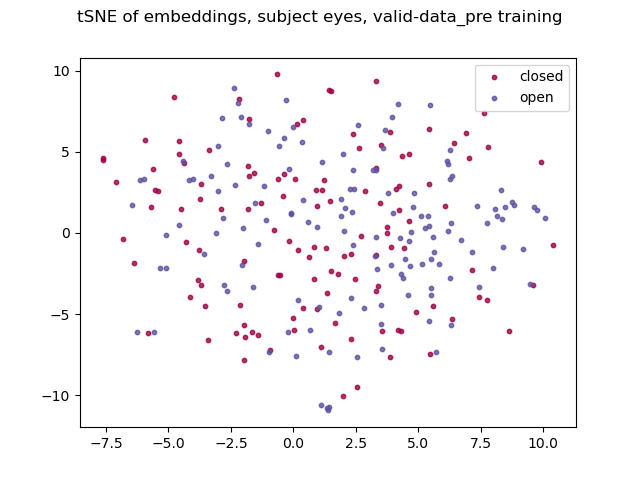 tSNE of embeddings, subject eyes, valid-data_pre training
closed
open
10
5
0
−5
−10
−7.5 −5.0 −2.5 0.0 2.5 5.0 7.5 10.0